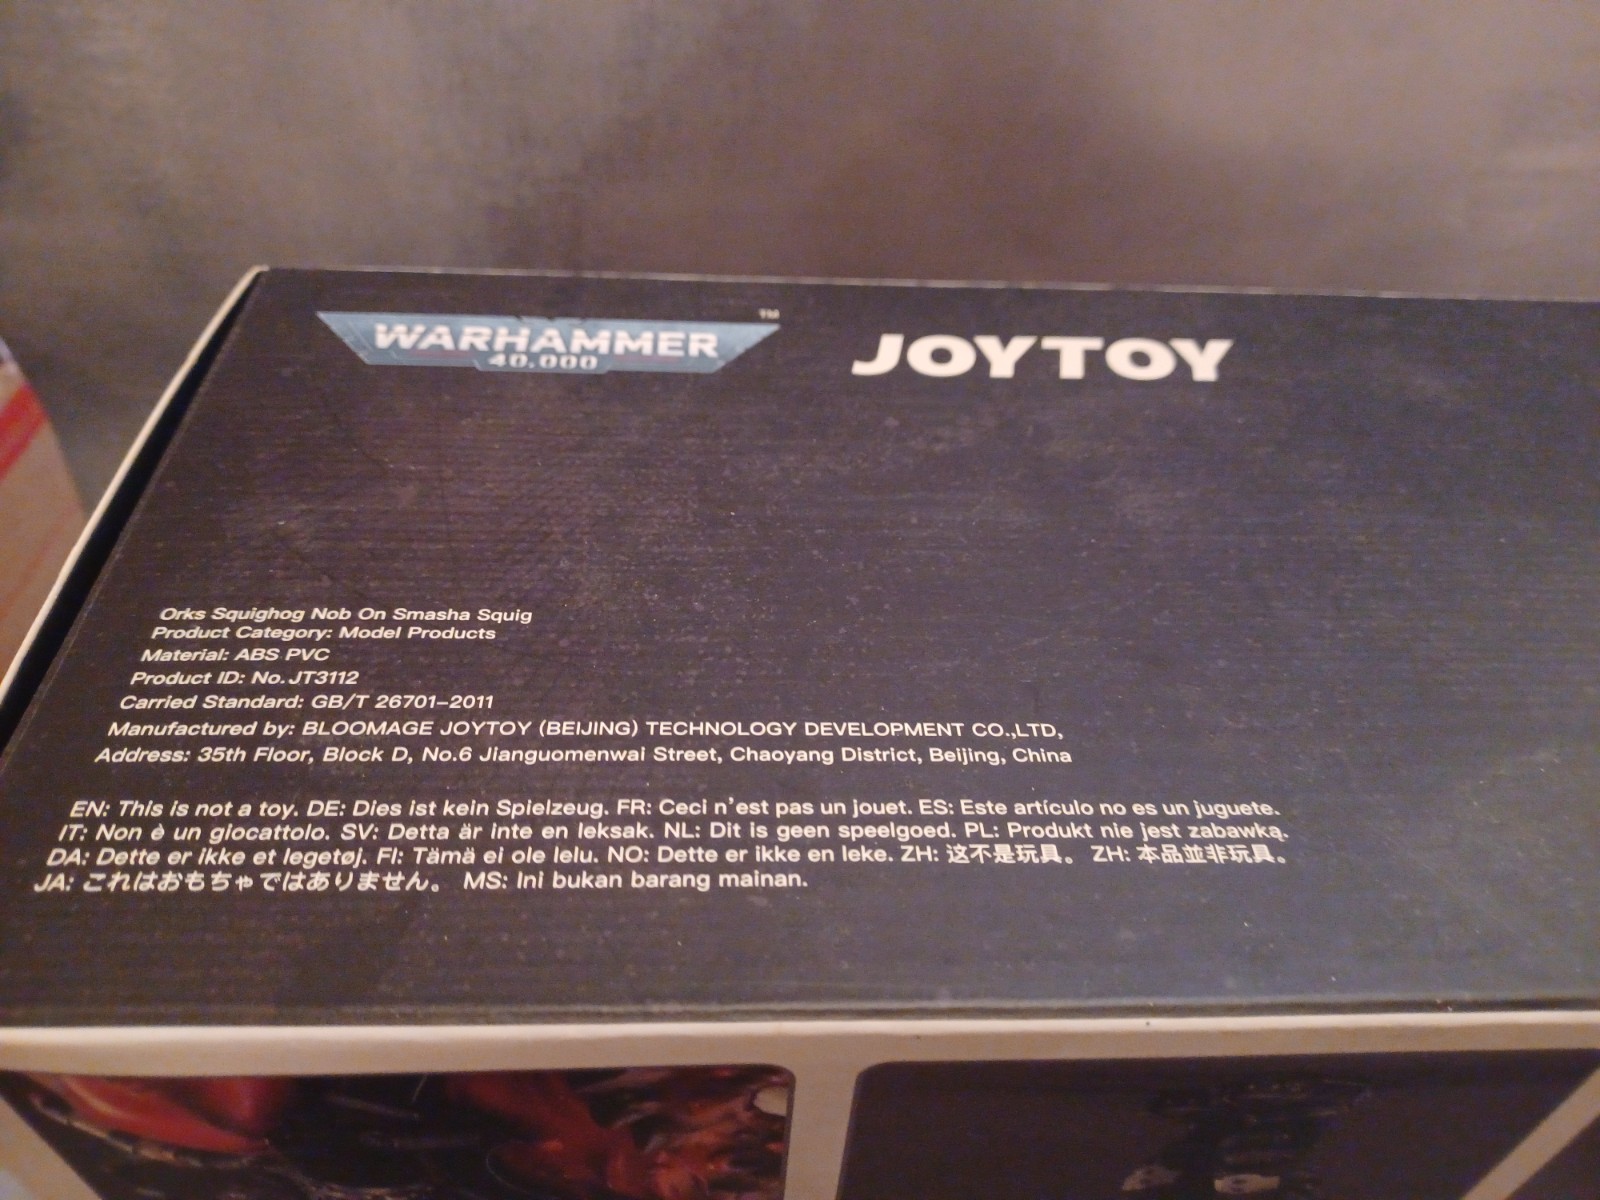 WARHAMMER™
40,000
JOYTOY
Orks Squighog Nob On Smasha Squig
Product Category: Model Products
Material: ABS PVC
Product ID: No.JT3112
Carried Standard: GB/T 26701–2011
Manufactured by: BLOOMAGE JOYTOY (BEIJING) TECHNOLOGY DEVELOPMENT CO.,LTD,
Address: 35th Floor, Block D, No.6 Jianguomenwai Street, Chaoyang District, Beijing, China
EN: This is not a toy. DE: Dies ist kein Spielzeug. FR: Ceci n’est pas un jouet. ES: Este artículo no es un juguete.
IT: Non è un giocattolo. SV: Detta är inte en leksak. NL: Dit is geen speelgoed. PL: Produkt nie jest zabawką.
DA: Dette er ikke et legetøj. FI: Tämä ei ole lelu. NO: Dette er ikke en leke. ZH: 这不是玩具。 ZH: 本品並非玩具。
JA: これはおもちゃではありません。 MS: Ini bukan barang mainan.